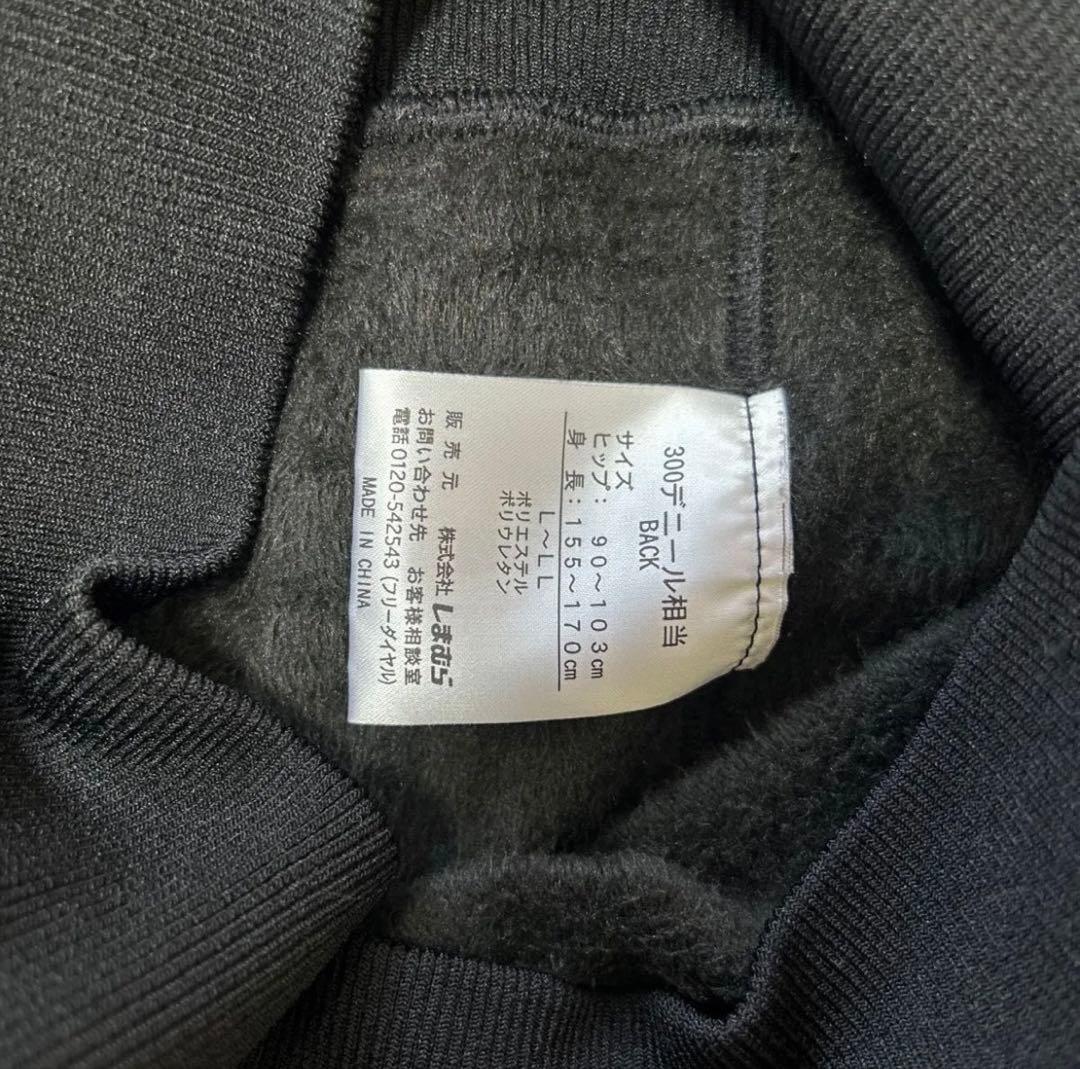 300デニール相当
BACK
サイズ
ヒップ：90～103㎝
身長：155～170㎝
L～LL
ポリエステル
ポリウレタン
販売元 株式会社 しまむら
お問い合わせ先 お客様相談室
電話0120-542543 (フリーダイヤル)
MADE IN CHINA